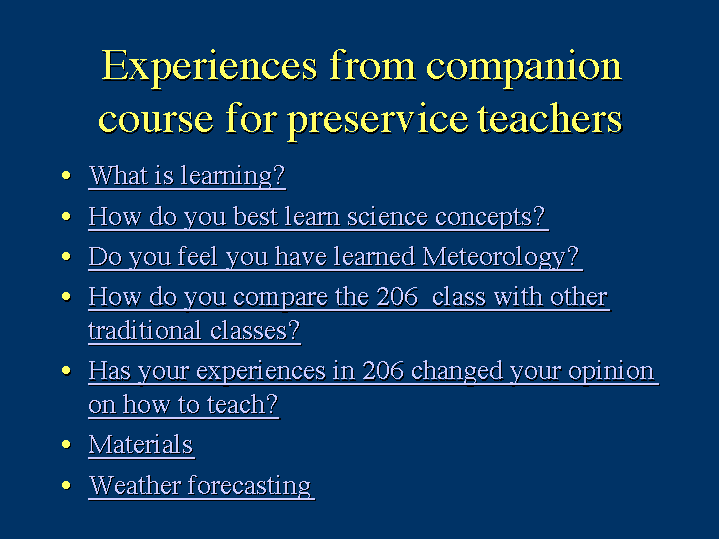 Experiences from companion
course for preservice teachers
• What is learning?
• How do you best learn science concepts?
• Do you feel you have learned Meteorology?
• How do you compare the 206 class with other
traditional classes?
• Has your experiences in 206 changed your opinion
on how to teach?
• Materials
• Weather forecasting